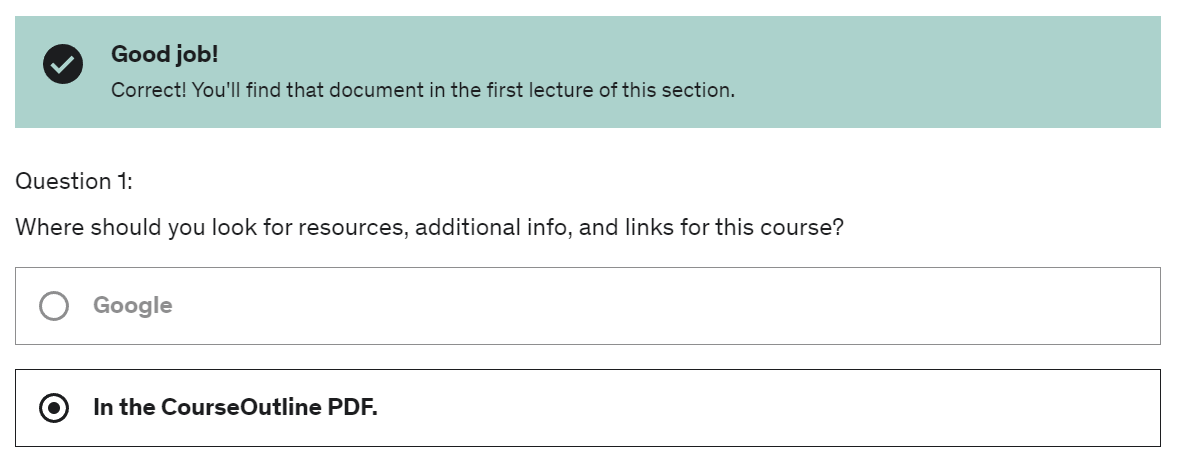 Good job!
Correct! You'll find that document in the first lecture of this section.
Question 1:
Where should you look for resources, additional info, and links for this course?
Google
In the CourseOutline PDF.